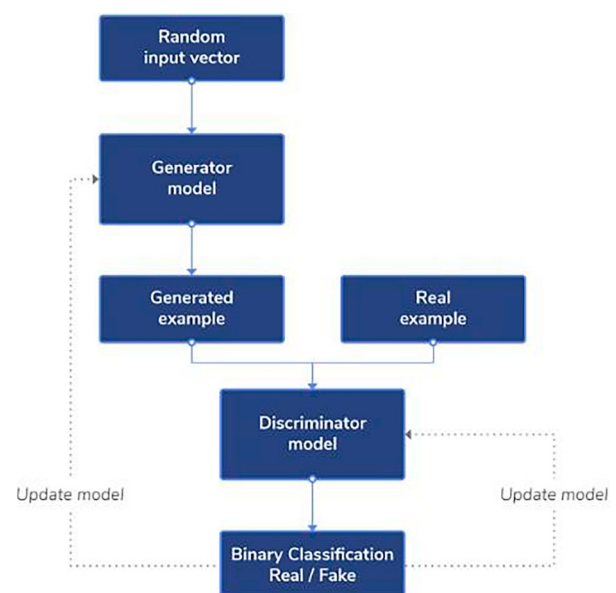 Random
input vector
Generator
model
Generated
example
Real
example
Discriminator
model
Update model
Update model
Binary Classification
Real / Fake